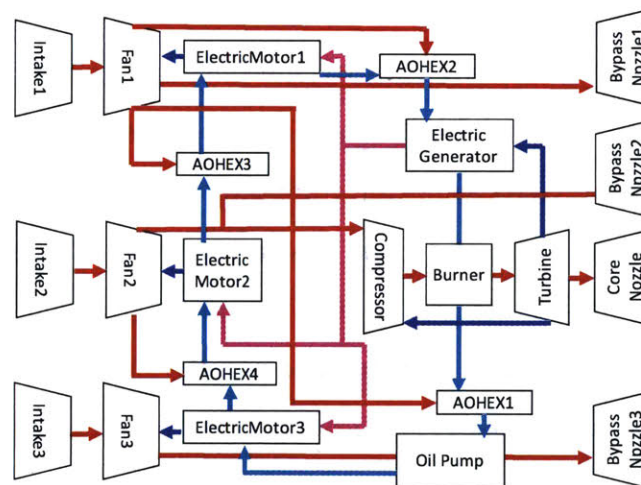 Intake1
Fan1
ElectricMotor1
AOHEX2
Bypass
Nozzle1
Electric
Generator
AOHEX3
Bypass
Nozzle2
Intake2
Fan2
Electric
Motor2
Compressor
Burner
Turbine
Core
Nozzle
AOHEX4
AOHEX1
Intake3
Fan3
ElectricMotor3
Oil Pump
Bypass
Nozzle3